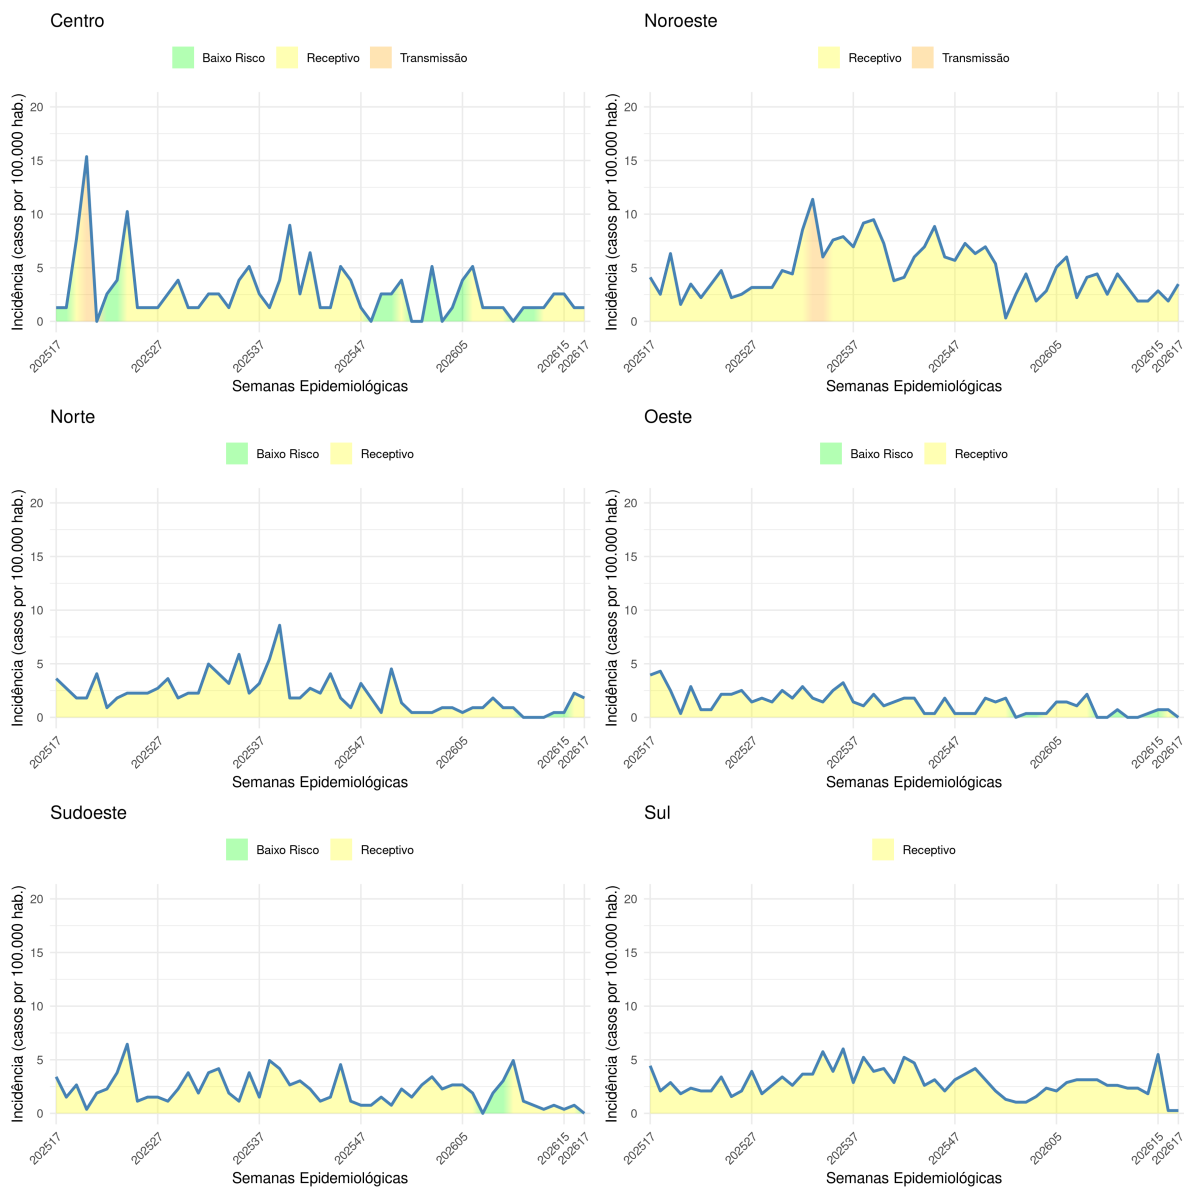 Centro
Baixo Risco Receptivo Transmissão
Incidência (casos por 100.000 hab.)
20
15
10
5
0
202517 202527 202537 202547 202605 202615 202617
Semanas Epidemiológicas
Noroeste
Receptivo Transmissão
Incidência (casos por 100.000 hab.)
20
15
10
5
0
202517 202527 202537 202547 202605 202615 202617
Semanas Epidemiológicas
Norte
Baixo Risco Receptivo
Incidência (casos por 100.000 hab.)
20
15
10
5
0
202517 202527 202537 202547 202605 202615 202617
Semanas Epidemiológicas
Oeste
Baixo Risco Receptivo
Incidência (casos por 100.000 hab.)
20
15
10
5
0
202517 202527 202537 202547 202605 202615 202617
Semanas Epidemiológicas
Sudoeste
Baixo Risco Receptivo
Incidência (casos por 100.000 hab.)
20
15
10
5
0
202517 202527 202537 202547 202605 202615 202617
Semanas Epidemiológicas
Sul
Receptivo
Incidência (casos por 100.000 hab.)
20
15
10
5
0
202517 202527 202537 202547 202605 202615 202617
Semanas Epidemiológicas